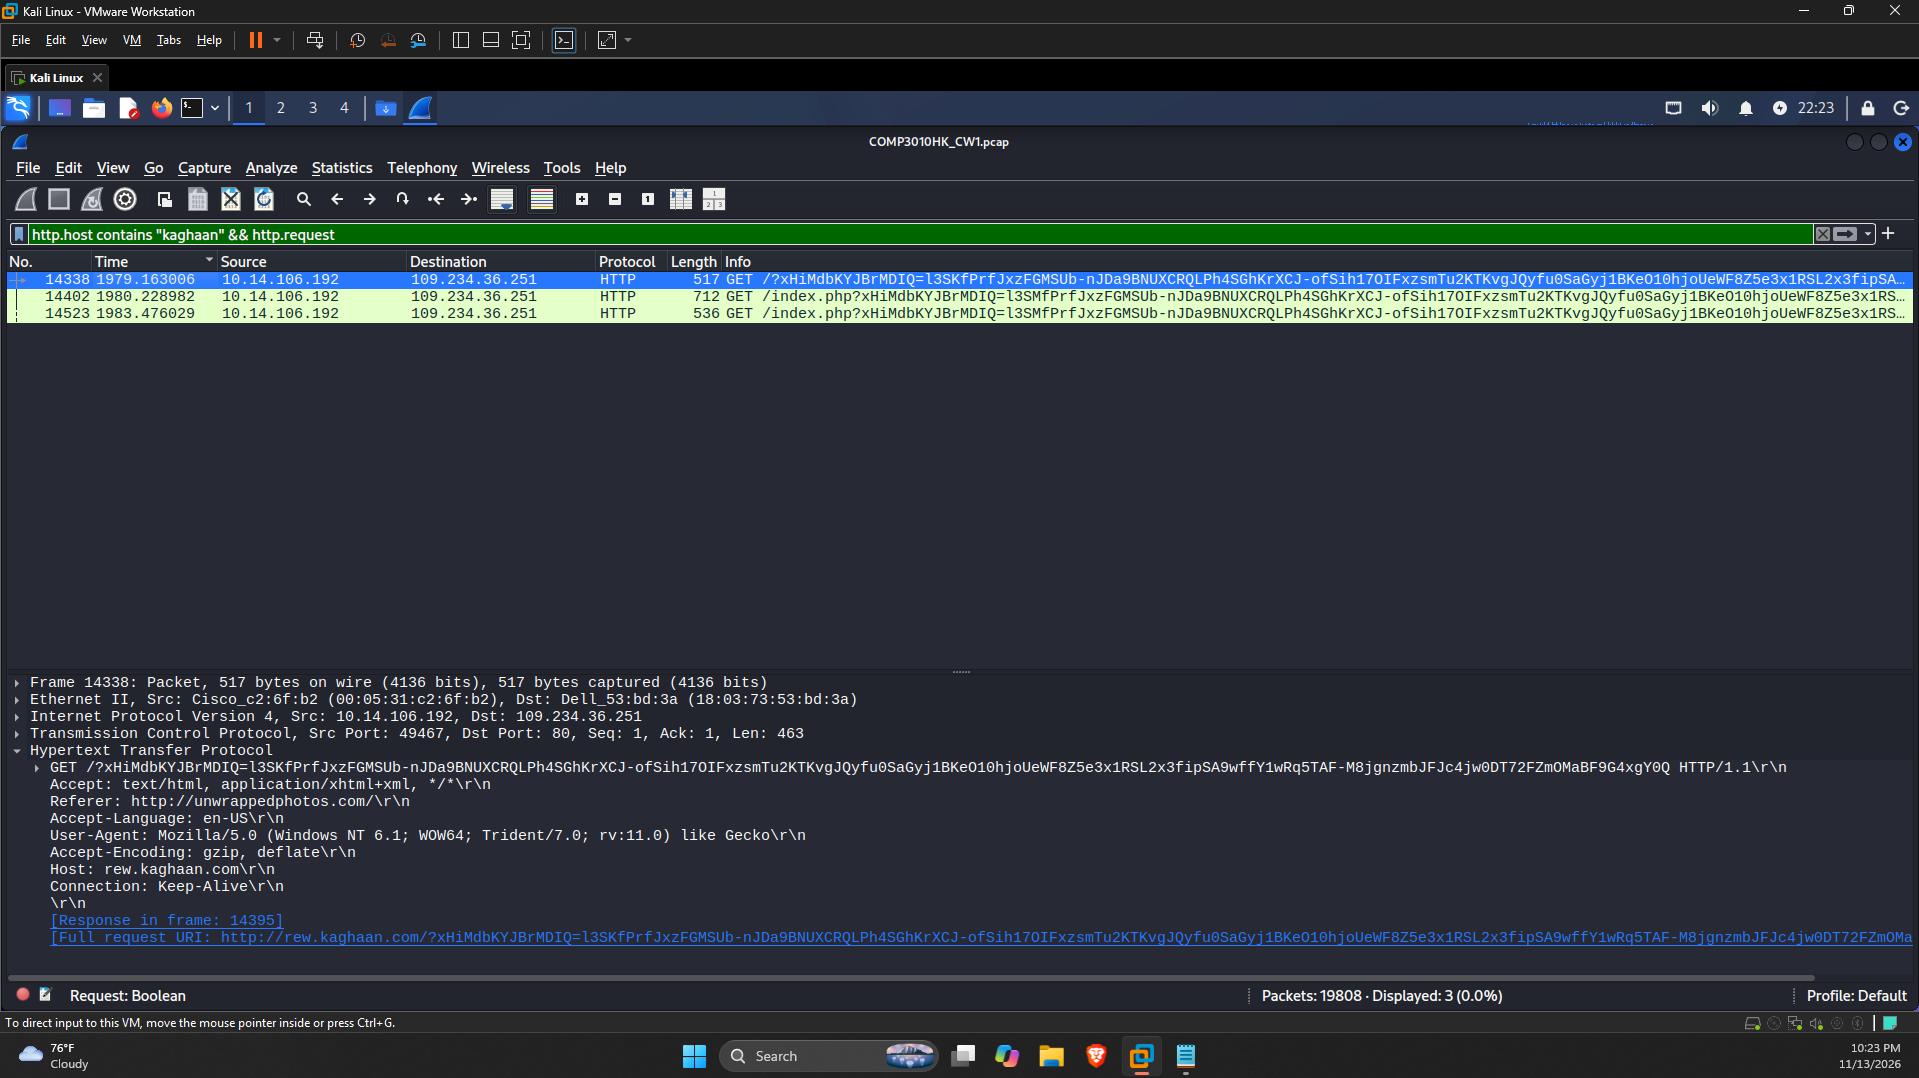 Kali Linux - VMware Workstation
File Edit View VM Tabs Help
Kali Linux
1 2 3 4 22:23
COMP3010HK_CW1.pcap
File Edit View Go Capture Analyze Statistics Telephony Wireless Tools Help
http.host contains "kaghaan" && http.request
No. Time Source Destination Protocol Length Info
14338 1979.163006 10.14.106.192 109.234.36.251 HTTP 517 GET /?xHiMdbKYJBrMDIQ=l3SKfPrfJxzFGMSUb-nJDa9BNUXCRQLPh4SGhKrXCJ-ofSih17OIFxzsmTu2KTKvgJQyfu0SaGyj1BKeO10hjoUeWF8Z5e3x1RSL2x3fipSA…
14402 1980.228982 10.14.106.192 109.234.36.251 HTTP 712 GET /index.php?xHiMdbKYJBrMDIQ=l3SMfPrfJxzFGMSUb-nJDa9BNUXCRQLPh4SGhKrXCJ-ofSih17OIFxzsmTu2KTKvgJQyfu0SaGyj1BKeO10hjoUeWF8Z5e3x1RS…
14523 1983.476029 10.14.106.192 109.234.36.251 HTTP 536 GET /index.php?xHiMdbKYJBrMDIQ=l3SMfPrfJxzFGMSUb-nJDa9BNUXCRQLPh4SGhKrXCJ-ofSih17OIFxzsmTu2KTKvgJQyfu0SaGyj1BKeO10hjoUeWF8Z5e3x1RS…
Frame 14338: Packet, 517 bytes on wire (4136 bits), 517 bytes captured (4136 bits)
Ethernet II, Src: Cisco_c2:6f:b2 (00:05:31:c2:6f:b2), Dst: Dell_53:bd:3a (18:03:73:53:bd:3a)
Internet Protocol Version 4, Src: 10.14.106.192, Dst: 109.234.36.251
Transmission Control Protocol, Src Port: 49467, Dst Port: 80, Seq: 1, Ack: 1, Len: 463
Hypertext Transfer Protocol
GET /?xHiMdbKYJBrMDIQ=l3SKfPrfJxzFGMSUb-nJDa9BNUXCRQLPh4SGhKrXCJ-ofSih17OIFxzsmTu2KTKvgJQyfu0SaGyj1BKeO10hjoUeWF8Z5e3x1RSL2x3fipSA9wffY1wRq5TAF-M8jgnzmbJFJc4jw0DT72FZmOMaBF9G4xgY0Q HTTP/1.1\r\n
Accept: text/html, application/xhtml+xml, */*\r\n
Referer: http://unwrappedphotos.com/\r\n
Accept-Language: en-US\r\n
User-Agent: Mozilla/5.0 (Windows NT 6.1; WOW64; Trident/7.0; rv:11.0) like Gecko\r\n
Accept-Encoding: gzip, deflate\r\n
Host: rew.kaghaan.com\r\n
Connection: Keep-Alive\r\n
\r\n
[Response in frame: 14395]
[Full request URI: http://rew.kaghaan.com/?xHiMdbKYJBrMDIQ=l3SKfPrfJxzFGMSUb-nJDa9BNUXCRQLPh4SGhKrXCJ-ofSih17OIFxzsmTu2KTKvgJQyfu0SaGyj1BKeO10hjoUeWF8Z5e3x1RSL2x3fipSA9wffY1wRq5TAF-M8jgnzmbJFJc4jw0DT72FZmOMa
Request: Boolean Packets: 19808 · Displayed: 3 (0.0%) Profile: Default
To direct input to this VM, move the mouse pointer inside or press Ctrl+G.
76°F
Cloudy
Search
10:23 PM
11/13/2026